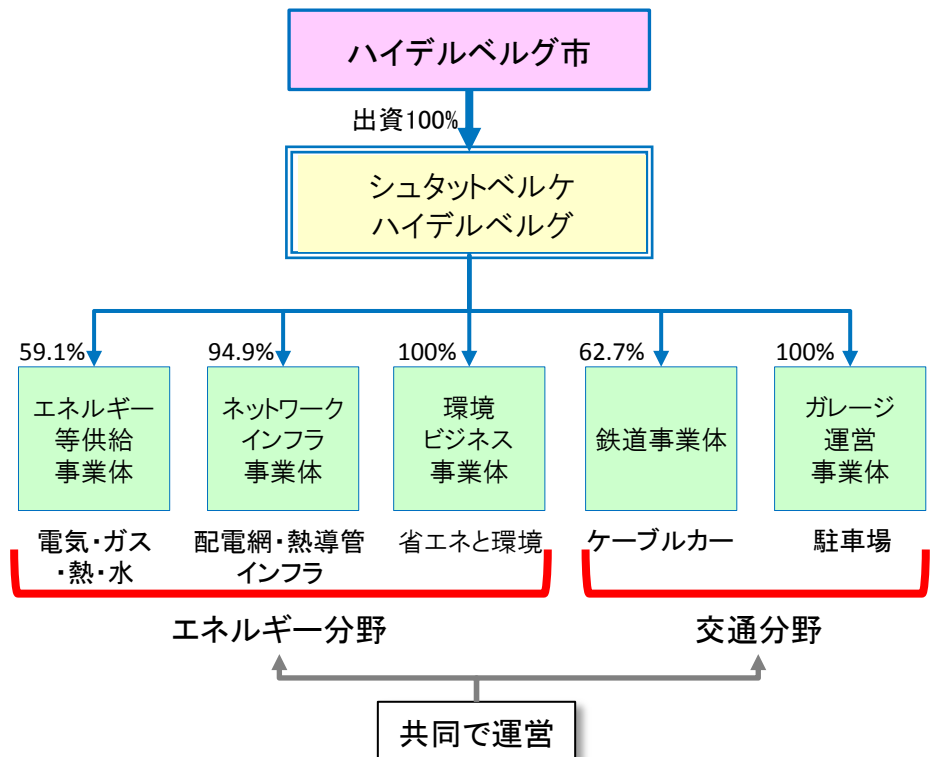 ハイデルベルグ市
出資100%
シュタットベルケ
ハイデルベルグ
59.1%
94.9%
100%
62.7%
100%
エネルギー
等供給
事業体
ネットワーク
インフラ
事業体
環境
ビジネス
事業体
鉄道事業体
ガレージ
運営
事業体
電気・ガス
・熱・水
配電網・熱導管
インフラ
省エネと環境
ケーブルカー
駐車場
エネルギー分野
交通分野
共同で運営